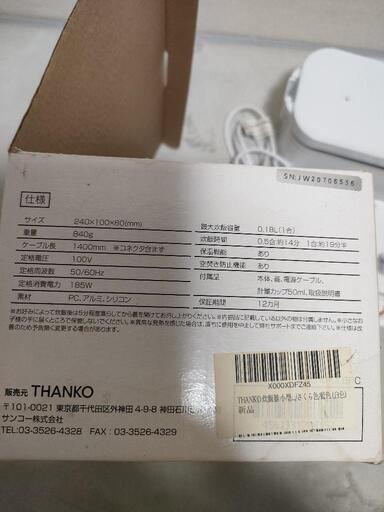 SN:JW20706536
仕様
サイズ 240×100×80(mm)
重量 840g
ケーブル長 1400mm ※コネクタ含まず
定格電圧 100V
定格周波数 50/60Hz
定格消費電力 185W
素材 PC、アルミ、シリコン
最大炊飯容量 0.18L(1合)
炊飯時間 0.5合:約14分 1合:約19分半
保温機能 あり
空焚き防止機能 あり
付属品 本体、蓋、電源ケーブル、
計量カップ50ml、取扱説明書
保証期間 12カ月
販売元 THANKO
〒101-0021 東京都千代田区外神田 4-9-8 神田石川
サンコー株式会社
TEL:03-3526-4328 FAX:03-3526-4329
X000XDFZ45
新品
C